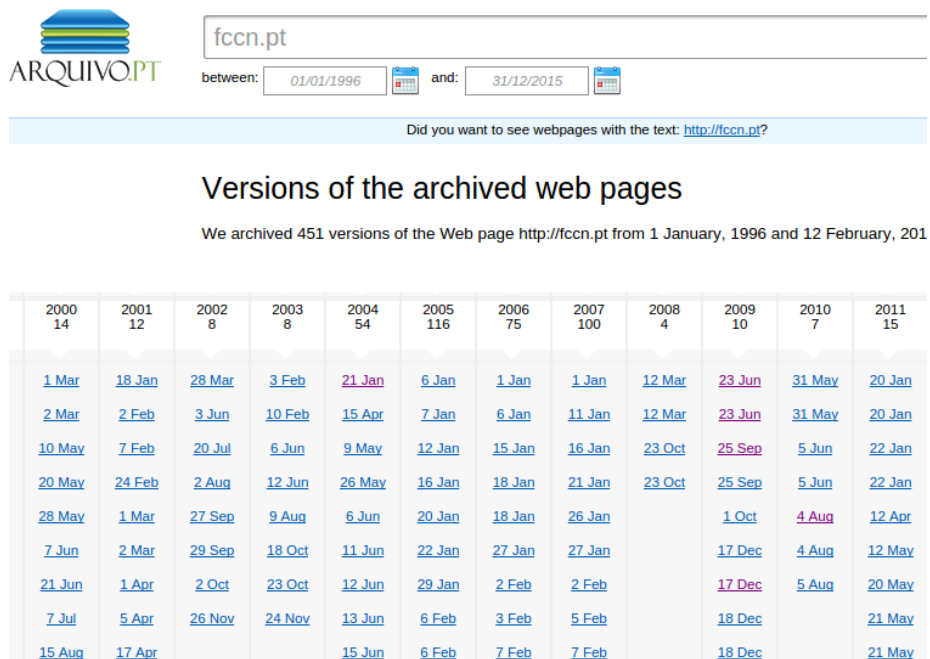 ARQUIVO.PT
fccn.pt
between: 01/01/1996 and: 31/12/2015
Did you want to see webpages with the text: http://fccn.pt?
Versions of the archived web pages
We archived 451 versions of the Web page http://fccn.pt from 1 January, 1996 and 12 February, 201
2000 2001 2002 2003 2004 2005 2006 2007 2008 2009 2010 2011
14 12 8 8 54 116 75 100 4 10 7 15
1 Mar 18 Jan 28 Mar 3 Feb 21 Jan 6 Jan 1 Jan 1 Jan 12 Mar 23 Jun 31 May 20 Jan
2 Mar 2 Feb 3 Jun 10 Feb 15 Apr 7 Jan 6 Jan 11 Jan 12 Mar 23 Jun 31 May 20 Jan
10 May 7 Feb 20 Jul 6 Jun 9 May 12 Jan 15 Jan 16 Jan 23 Oct 25 Sep 5 Jun 22 Jan
20 May 24 Feb 2 Aug 12 Jun 26 May 16 Jan 18 Jan 21 Jan 23 Oct 25 Sep 5 Jun 22 Jan
28 May 1 Mar 27 Sep 9 Aug 6 Jun 20 Jan 18 Jan 26 Jan 1 Oct 4 Aug 12 Apr
7 Jun 2 Mar 29 Sep 18 Oct 11 Jun 22 Jan 27 Jan 27 Jan 17 Dec 4 Aug 12 May
21 Jun 1 Apr 2 Oct 23 Oct 12 Jun 29 Jan 2 Feb 2 Feb 17 Dec 5 Aug 20 May
7 Jul 5 Apr 26 Nov 24 Nov 13 Jun 6 Feb 3 Feb 5 Feb 18 Dec 21 May
15 Aug 17 Apr 15 Jun 6 Feb 7 Feb 7 Feb 18 Dec 21 May